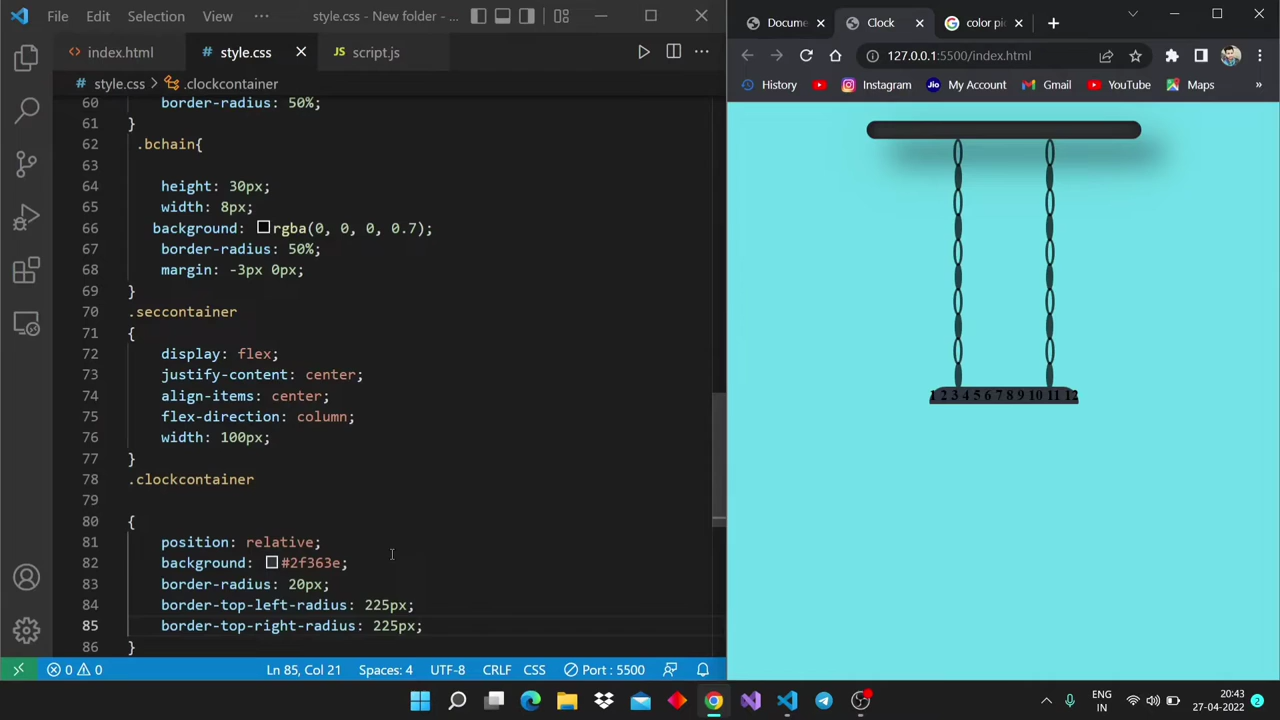 File Edit Selection View ··· style.css - New folder - ...
index.html style.css script.js
style.css > .clockcontainer
60 border-radius: 50%;
61 }
62 .bchain{
63
64 height: 30px;
65 width: 8px;
66 background: rgba(0, 0, 0, 0.7);
67 border-radius: 50%;
68 margin: -3px 0px;
69 }
70 .seccontainer
71 {
72 display: flex;
73 justify-content: center;
74 align-items: center;
75 flex-direction: column;
76 width: 100px;
77 }
78 .clockcontainer
79
80 {
81 position: relative;
82 background: #2f363e;
83 border-radius: 20px;
84 border-top-left-radius: 225px;
85 border-top-right-radius: 225px;
86 }
0 0 Ln 85, Col 21 Spaces: 4 UTF-8 CRLF CSS Port : 5500
Docume Clock color pic
127.0.0.1:5500/index.html
History Instagram Jio My Account Gmail YouTube Maps »
1 2 3 4 5 6 7 8 9 10 11 12
ENG
IN
20:43
27-04-2022
2